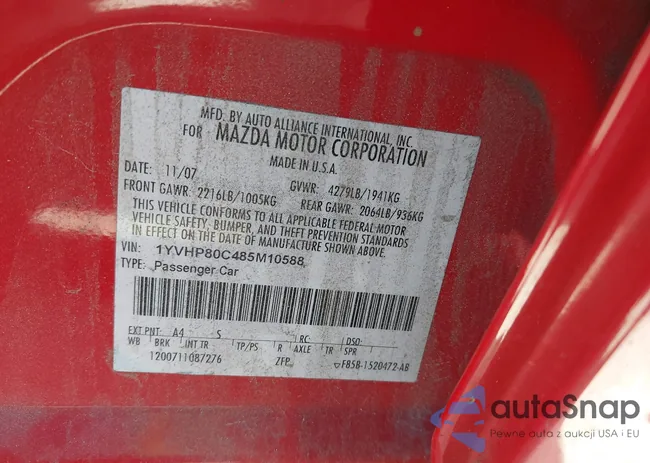 MFD. BY AUTO ALLIANCE INTERNATIONAL, INC.
FOR MAZDA MOTOR CORPORATION
MADE IN U.S.A.
DATE: 11/07 GVWR: 4279LB/1941KG
FRONT GAWR: 2216LB/1005KG REAR GAWR: 2064LB/936KG
THIS VEHICLE CONFORMS TO ALL APPLICABLE FEDERAL MOTOR
VEHICLE SAFETY, BUMPER, AND THEFT PREVENTION STANDARDS
IN EFFECT ON THE DATE OF MANUFACTURE SHOWN ABOVE.
VIN: 1YVHP80C485M10588
TYPE: Passenger Car
EXT PNT: A4 S RC: DSO:
WB BRK INT TR TP/PS R AXLE TR SPR
1200711087276 ZFP F85B-1520472-AB
autaSnap
Pewne auta z aukcji USA i EU